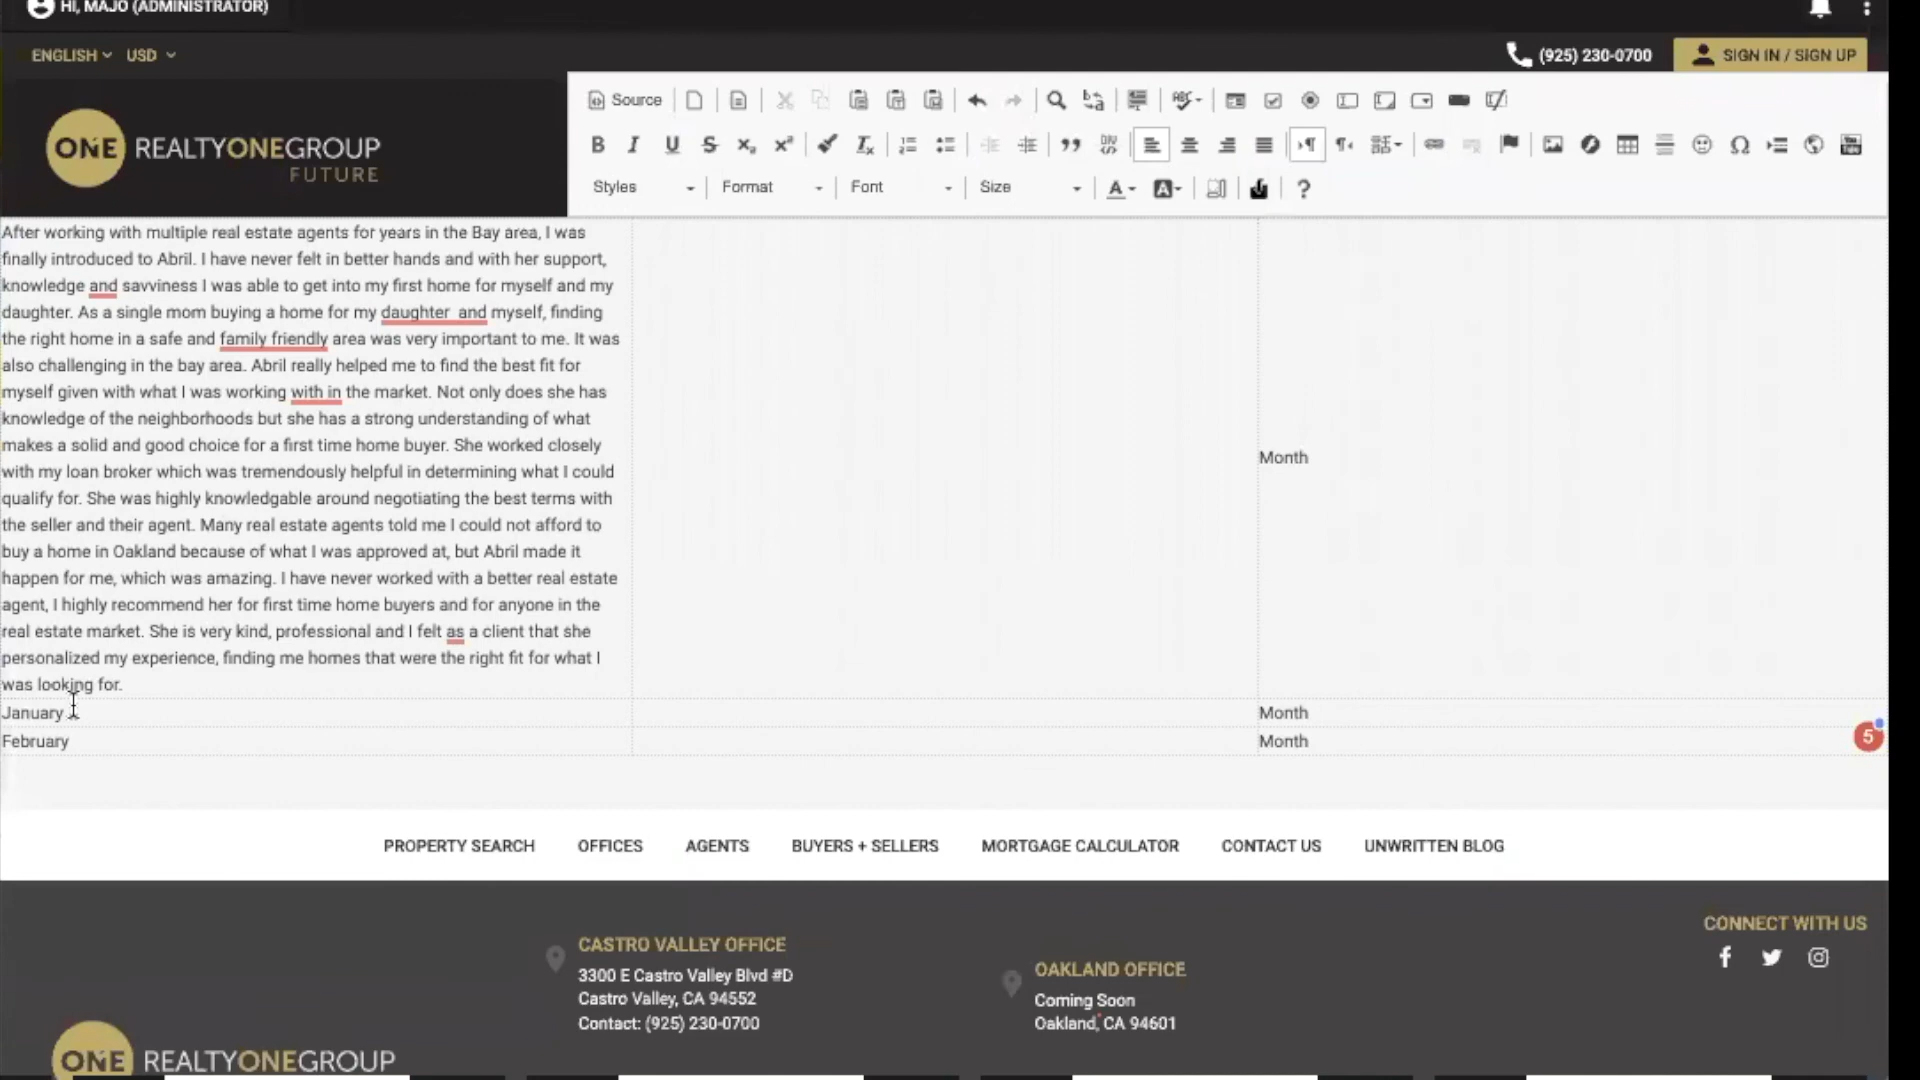 HI, MAJO (ADMINISTRATOR)
ENGLISH USD
(925) 230-0700 SIGN IN / SIGN UP
Source
ONE REALTYONEGROUP
FUTURE
Styles Format Font Size
After working with multiple real estate agents for years in the Bay area, I was
finally introduced to Abril. I have never felt in better hands and with her support,
knowledge and savviness I was able to get into my first home for myself and my
daughter. As a single mom buying a home for my daughter  and myself, finding
the right home in a safe and family friendly area was very important to me. It was
also challenging in the bay area. Abril really helped me to find the best fit for
myself given with what I was working with in the market. Not only does she has
knowledge of the neighborhoods but she has a strong understanding of what
makes a solid and good choice for a first time home buyer. She worked closely
with my loan broker which was tremendously helpful in determining what I could
qualify for. She was highly knowledgable around negotiating the best terms with
the seller and their agent. Many real estate agents told me I could not afford to
buy a home in Oakland because of what I was approved at, but Abril made it
happen for me, which was amazing. I have never worked with a better real estate
agent, I highly recommend her for first time home buyers and for anyone in the
real estate market. She is very kind, professional and I felt as a client that she
personalized my experience, finding me homes that were the right fit for what I
was looking for.
Month
January Month
February Month
5
PROPERTY SEARCH OFFICES AGENTS BUYERS + SELLERS MORTGAGE CALCULATOR CONTACT US UNWRITTEN BLOG
CONNECT WITH US
CASTRO VALLEY OFFICE
3300 E Castro Valley Blvd #D
Castro Valley, CA 94552
Contact: (925) 230-0700
OAKLAND OFFICE
Coming Soon
Oakland, CA 94601
ONE REALTYONEGROUP